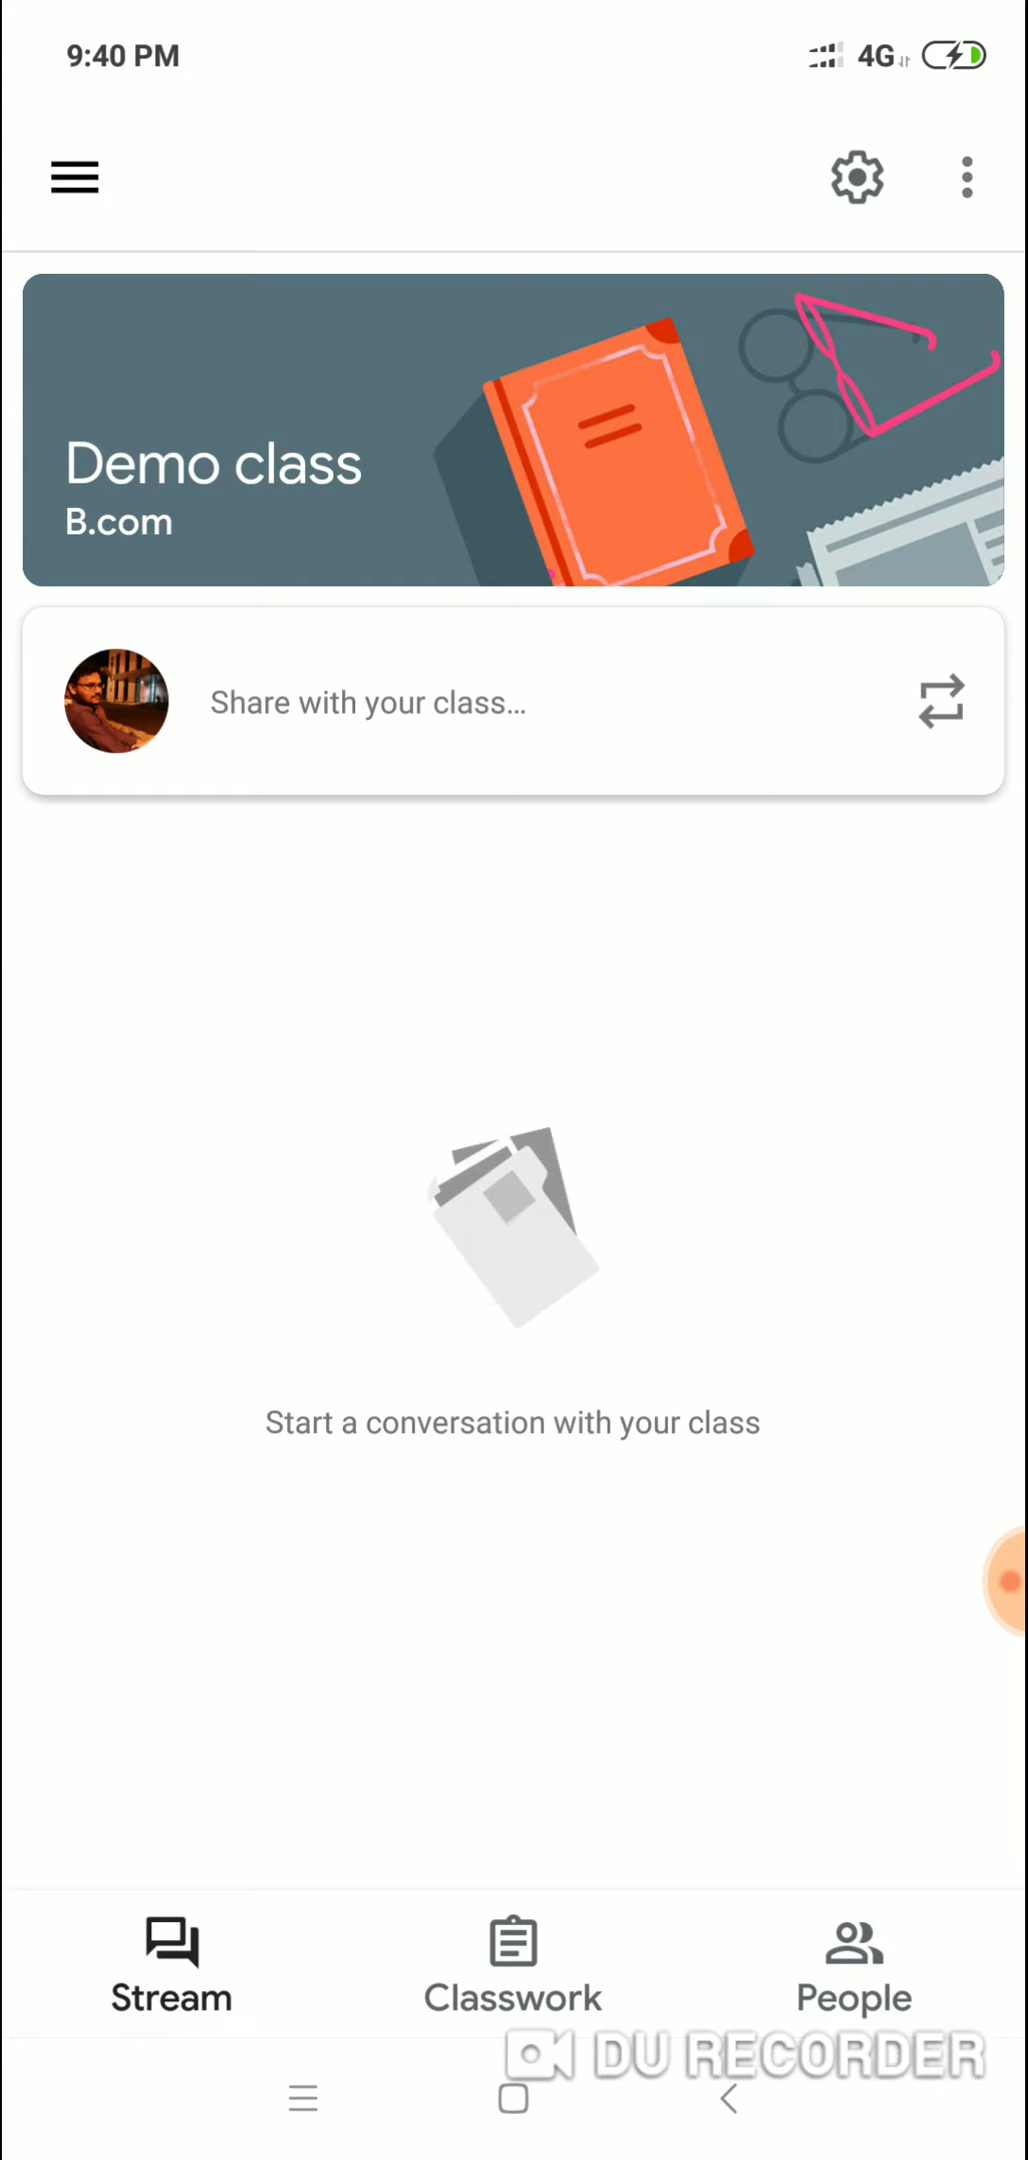 9:40 PM
4G
Demo class
B.com
Share with your class...
Start a conversation with your class
Stream
Classwork
People
DU RECORDER